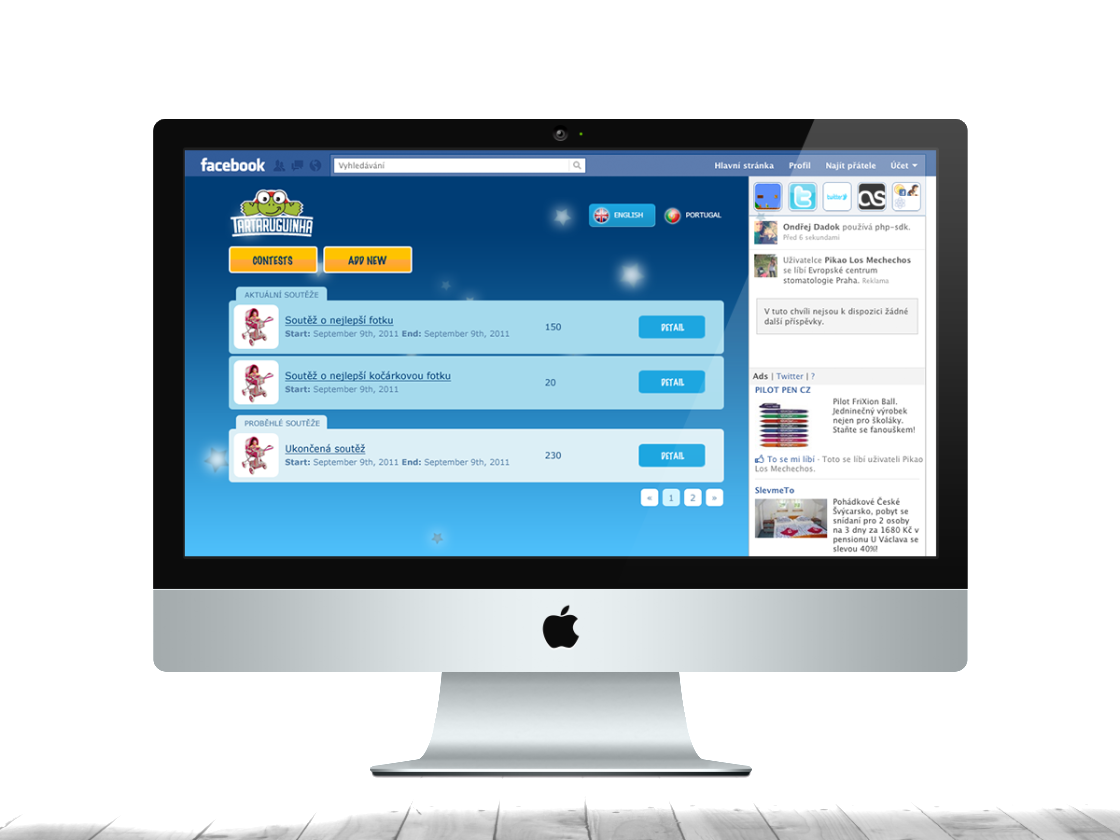 facebook
Vyhledávání
Hlavní stránka Profil Najít přátele Účet
TARTARUGUINHA
ENGLISH
PORTUGAL
CONTESTS
ADD NEW
AKTUÁLNÍ SOUTĚŽE
Soutěž o nejlepší fotku
Start: September 9th, 2011 End: September 9th, 2011
150
DETAIL
Soutěž o nejlepší kočárkovou fotku
Start: September 9th, 2011
20
DETAIL
PROBĚHLÉ SOUTĚŽE
Ukončená soutěž
Start: September 9th, 2011 End: September 9th, 2011
230
DETAIL
« 1 2 »
twitter
Ondřej Dadok používá php-sdk.
Před 6 sekundami
Uživatelce Pikao Los Mechechos
se líbí Evropské centrum
stomatologie Praha. Reklama
V tuto chvíli nejsou k dispozici žádné
další příspěvky.
Ads | Twitter | ?
PILOT PEN CZ
Pilot FriXion Ball.
Jedninečný výrobek
nejen pro školáky.
Staňte se fanouškem!
To se mi líbí · Toto se líbí uživateli Pikao
Los Mechechos.
SlevmeTo
Pohádkové České
Švýcarsko, pobyt se
snídaní pro 2 osoby
na 3 dny za 1680 Kč v
pensionu U Václava se
slevou 40%!